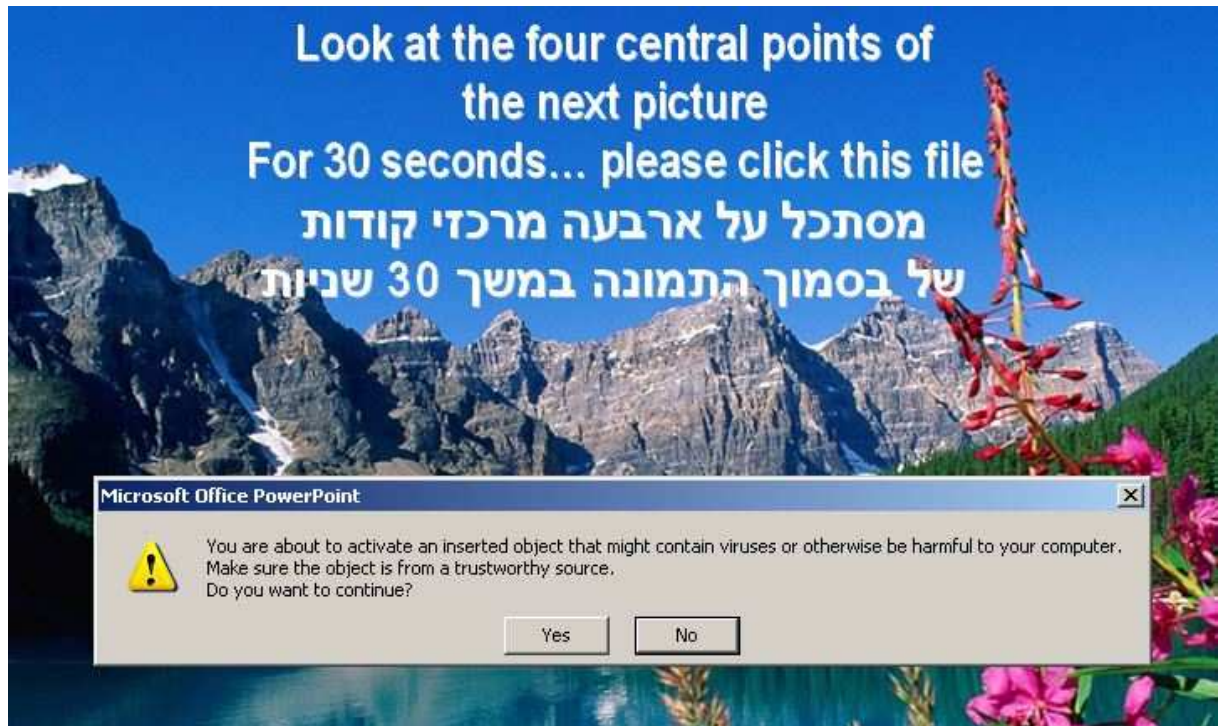 Look at the four central points of
the next picture
For 30 seconds... please click this file
מסתכל על ארבעה מרכזי קודות
של בסמוך התמונה במשך 30 שניות
Microsoft Office PowerPoint
You are about to activate an inserted object that might contain viruses or otherwise be harmful to your computer.
Make sure the object is from a trustworthy source.
Do you want to continue?
Yes No